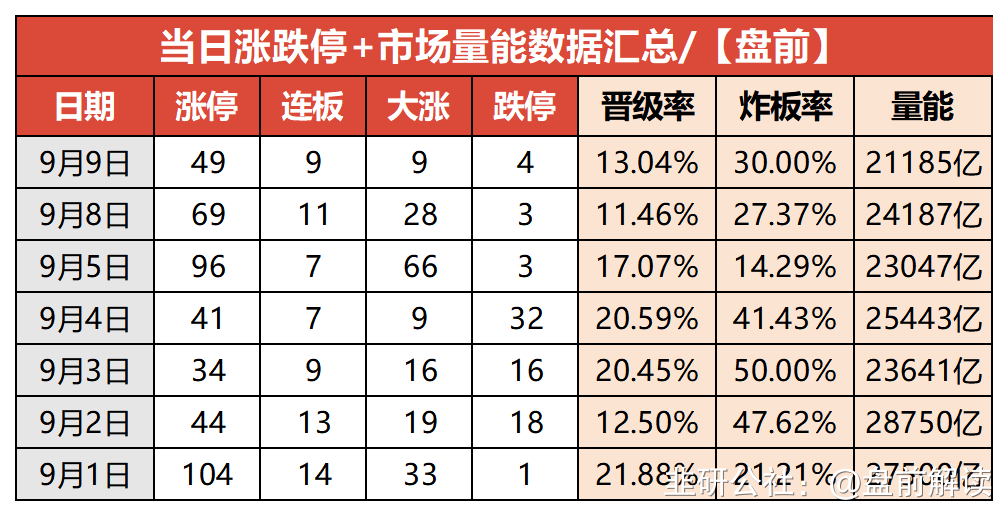 当日涨跌停+市场量能数据汇总/【盘前】
日期 涨停 连板 大涨 跌停 晋级率 炸板率 量能
9月9日 49 9 9 4 13.04% 30.00% 21185亿
9月8日 69 11 28 3 11.46% 27.37% 24187亿
9月5日 96 7 66 3 17.07% 14.29% 23047亿
9月4日 41 7 9 32 20.59% 41.43% 25443亿
9月3日 34 9 16 16 20.45% 50.00% 23641亿
9月2日 44 13 19 18 12.50% 47.62% 28750亿
9月1日 104 14 33 1 21.88% 21.21% 27500亿
韭研公社：@盘前解读